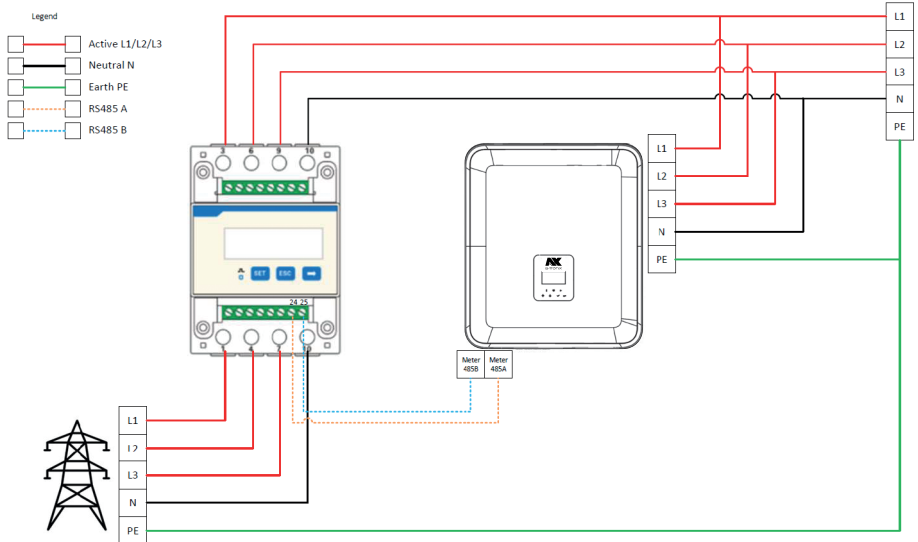 Legend
Active L1/L2/L3
Neutral N
Earth PE
RS485 A
RS485 B
L1
L2
L3
N
PE
3 6 9 10
SET ESC
24 25
1 4 7 10
L1
L2
L3
N
PE
Meter
485B
Meter
485A
L1
L2
L3
N
PE